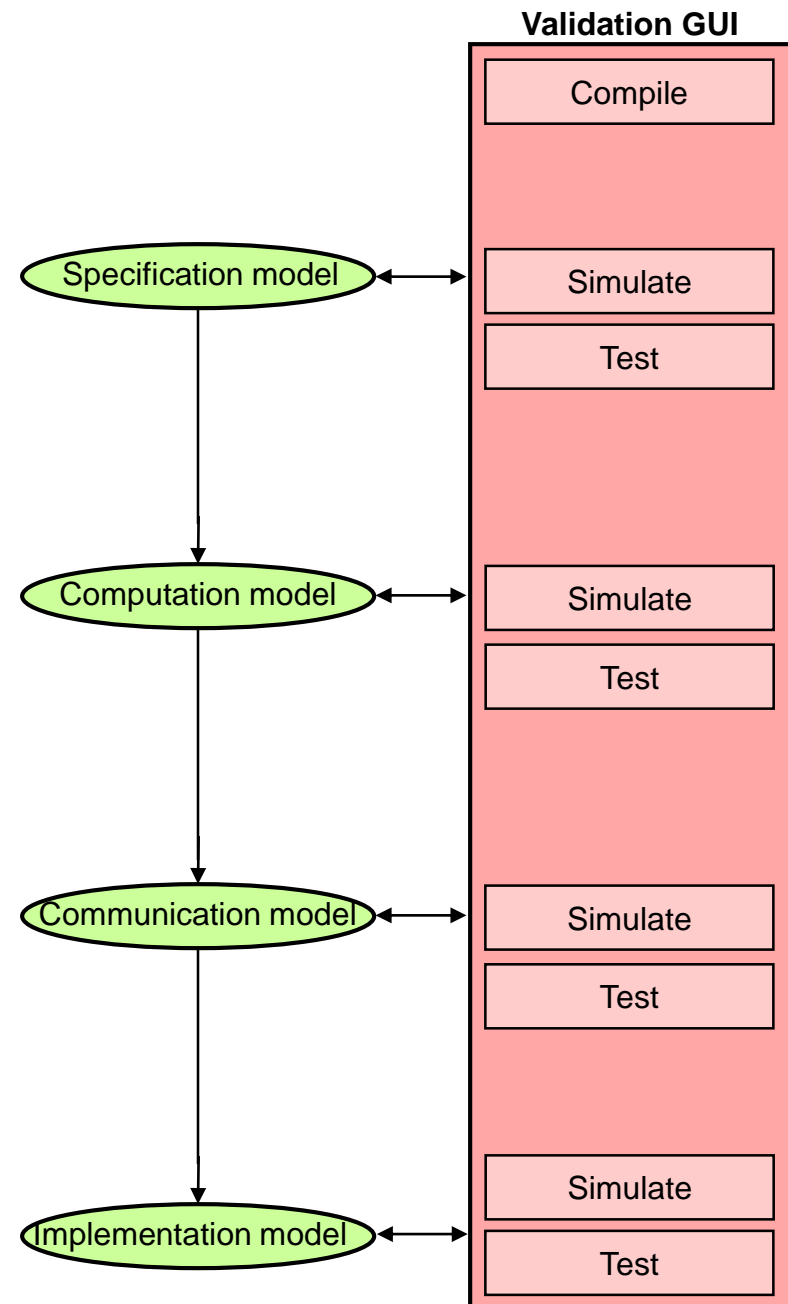 Validation GUI
Compile
Specification model
Simulate
Test
Computation model
Simulate
Test
Communication model
Simulate
Test
Simulate
Implementation model
Test